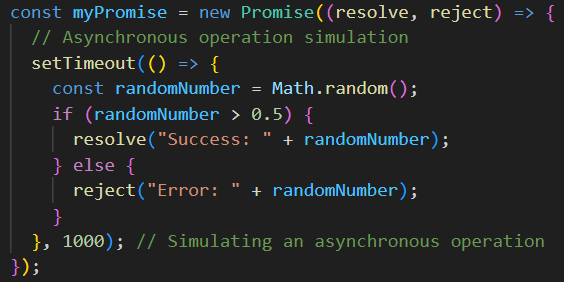 const myPromise = new Promise((resolve, reject) => {
  // Asynchronous operation simulation
  setTimeout(() => {
    const randomNumber = Math.random();
    if (randomNumber > 0.5) {
      resolve("Success: " + randomNumber);
    } else {
      reject("Error: " + randomNumber);
    }
  }, 1000); // Simulating an asynchronous operation
});